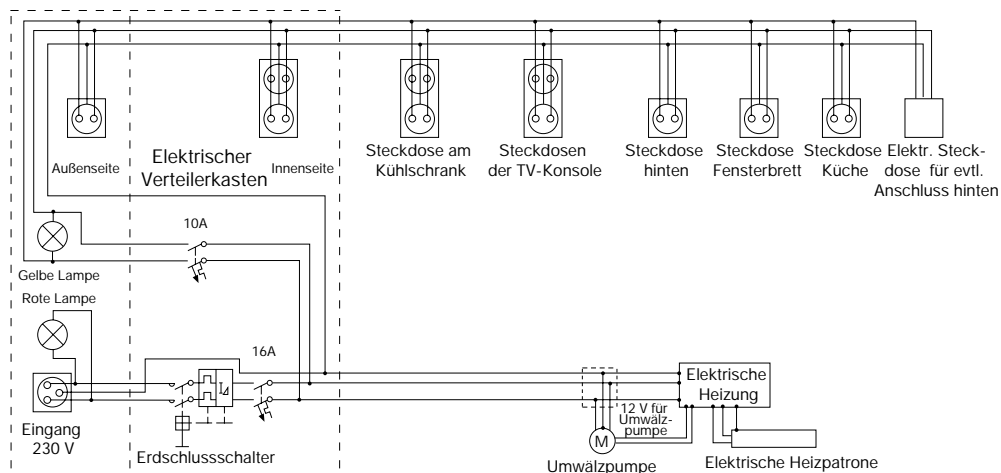 Außenseite
Elektrischer
Verteilerkasten
Innenseite
Steckdose am
Kühlschrank
Steckdosen
der TV-Konsole
Steckdose
hinten
Steckdose
Fensterbrett
Steckdose
Küche
Elektr. Steck-
dose für evtl.
Anschluss hinten
10A
Gelbe Lampe
Rote Lampe
16A
Eingang
230 V
Erdschlussschalter
I⊿
Elektrische
Heizung
12 V für
Umwälz-
pumpe
M
Umwälzpumpe
Elektrische Heizpatrone